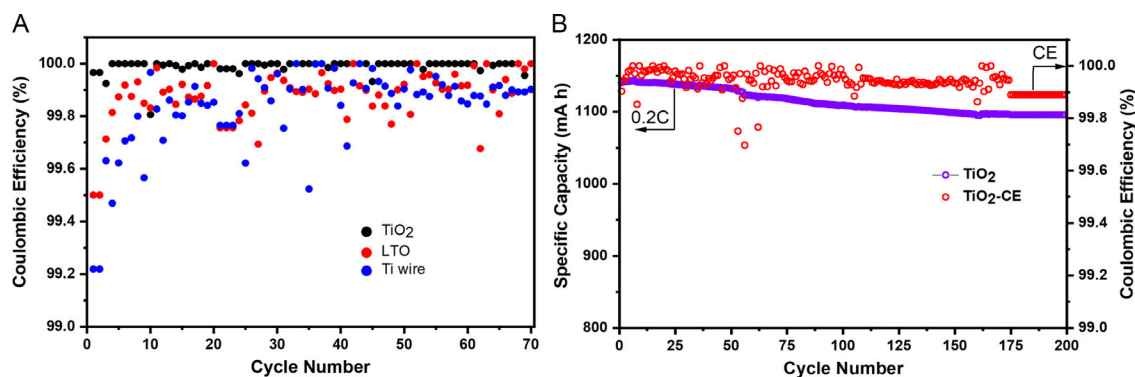 A
Coulombic Efficiency (%)
100.0
99.8
99.6
99.4
99.2
99.0
0 10 20 30 40 50 60 70
Cycle Number
TiO2
LTO
Ti wire
B
Specific Capacity (mA h)
1200
1100
1000
900
800
0 25 50 75 100 125 150 175 200
Cycle Number
0.2C
CE
TiO2
TiO2-CE
100.0
99.8
99.6
99.4
99.2
99.0
Coulombic Efficiency (%)